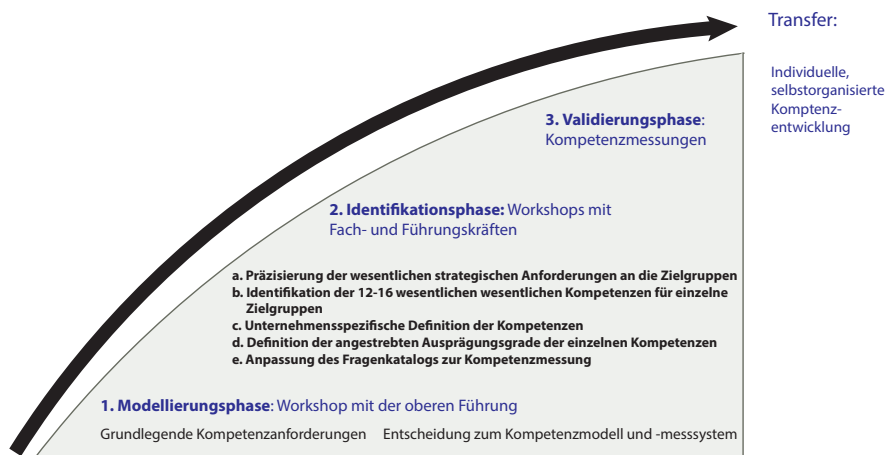 Transfer:
Individuelle,
selbstorganisierte
Komptenz-
entwicklung
3. Validierungsphase:
Kompetenzmessungen
2. Identifikationsphase: Workshops mit
Fach- und Führungskräften
a. Präzisierung der wesentlichen strategischen Anforderungen an die Zielgruppen
b. Identifikation der 12-16 wesentlichen wesentlichen Kompetenzen für einzelne
Zielgruppen
c. Unternehmensspezifische Definition der Kompetenzen
d. Definition der angestrebten Ausprägungsgrade der einzelnen Kompetenzen
e. Anpassung des Fragenkatalogs zur Kompetenzmessung
1. Modellierungsphase: Workshop mit der oberen Führung
Grundlegende Kompetenzanforderungen Entscheidung zum Kompetenzmodell und -messsystem